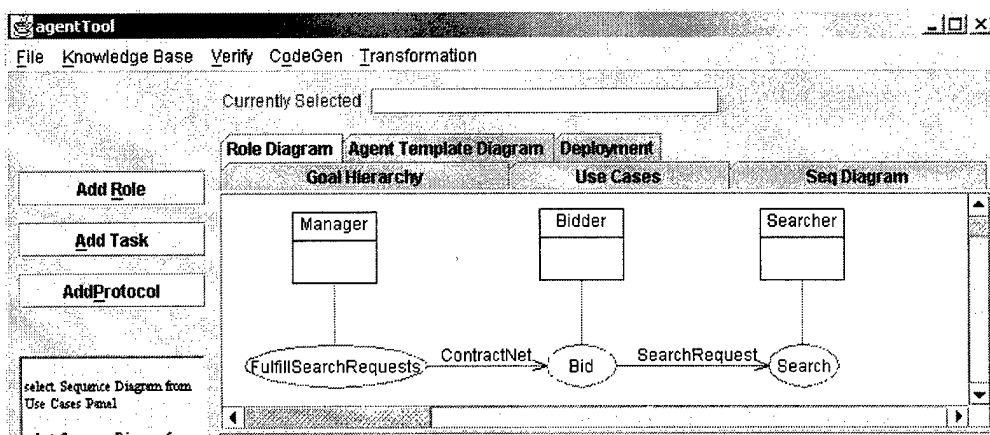 agentTool
File Knowledge Base Verify CodeGen Transformation
Currently Selected
Role Diagram Agent Template Diagram Deployment
Goal Hierarchy Use Cases Seq Diagram
Add Role
Add Task
AddProtocol
Manager Bidder Searcher
FulfillSearchRequests ContractNet Bid SearchRequest Search
select Sequence Diagram from
Use Cases Panel